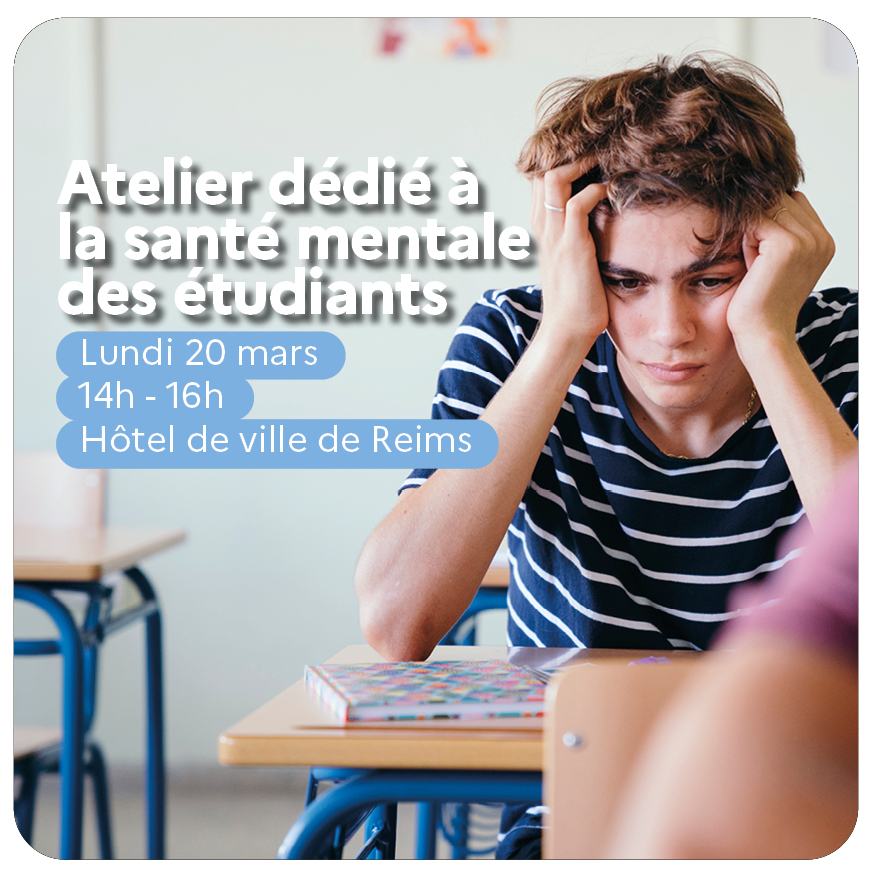 Atelier dédié à
la santé mentale
des étudiants
Lundi 20 mars
14h - 16h
Hôtel de ville de Reims